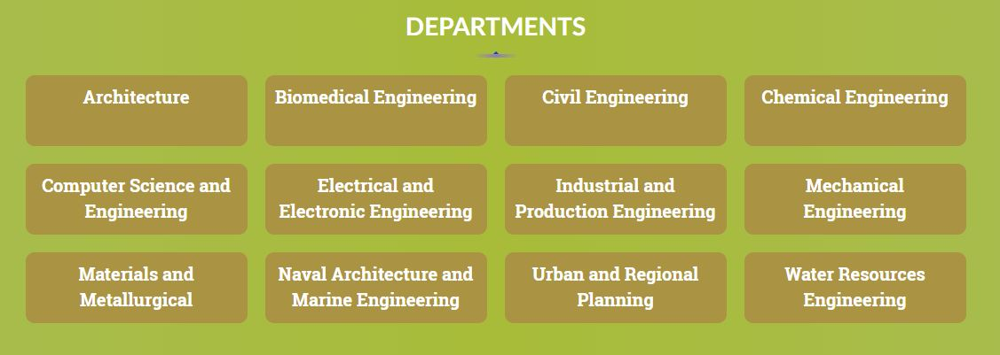 DEPARTMENTS
Architecture
Biomedical Engineering
Civil Engineering
Chemical Engineering
Computer Science and
Engineering
Electrical and
Electronic Engineering
Industrial and
Production Engineering
Mechanical
Engineering
Materials and
Metallurgical
Naval Architecture and
Marine Engineering
Urban and Regional
Planning
Water Resources
Engineering